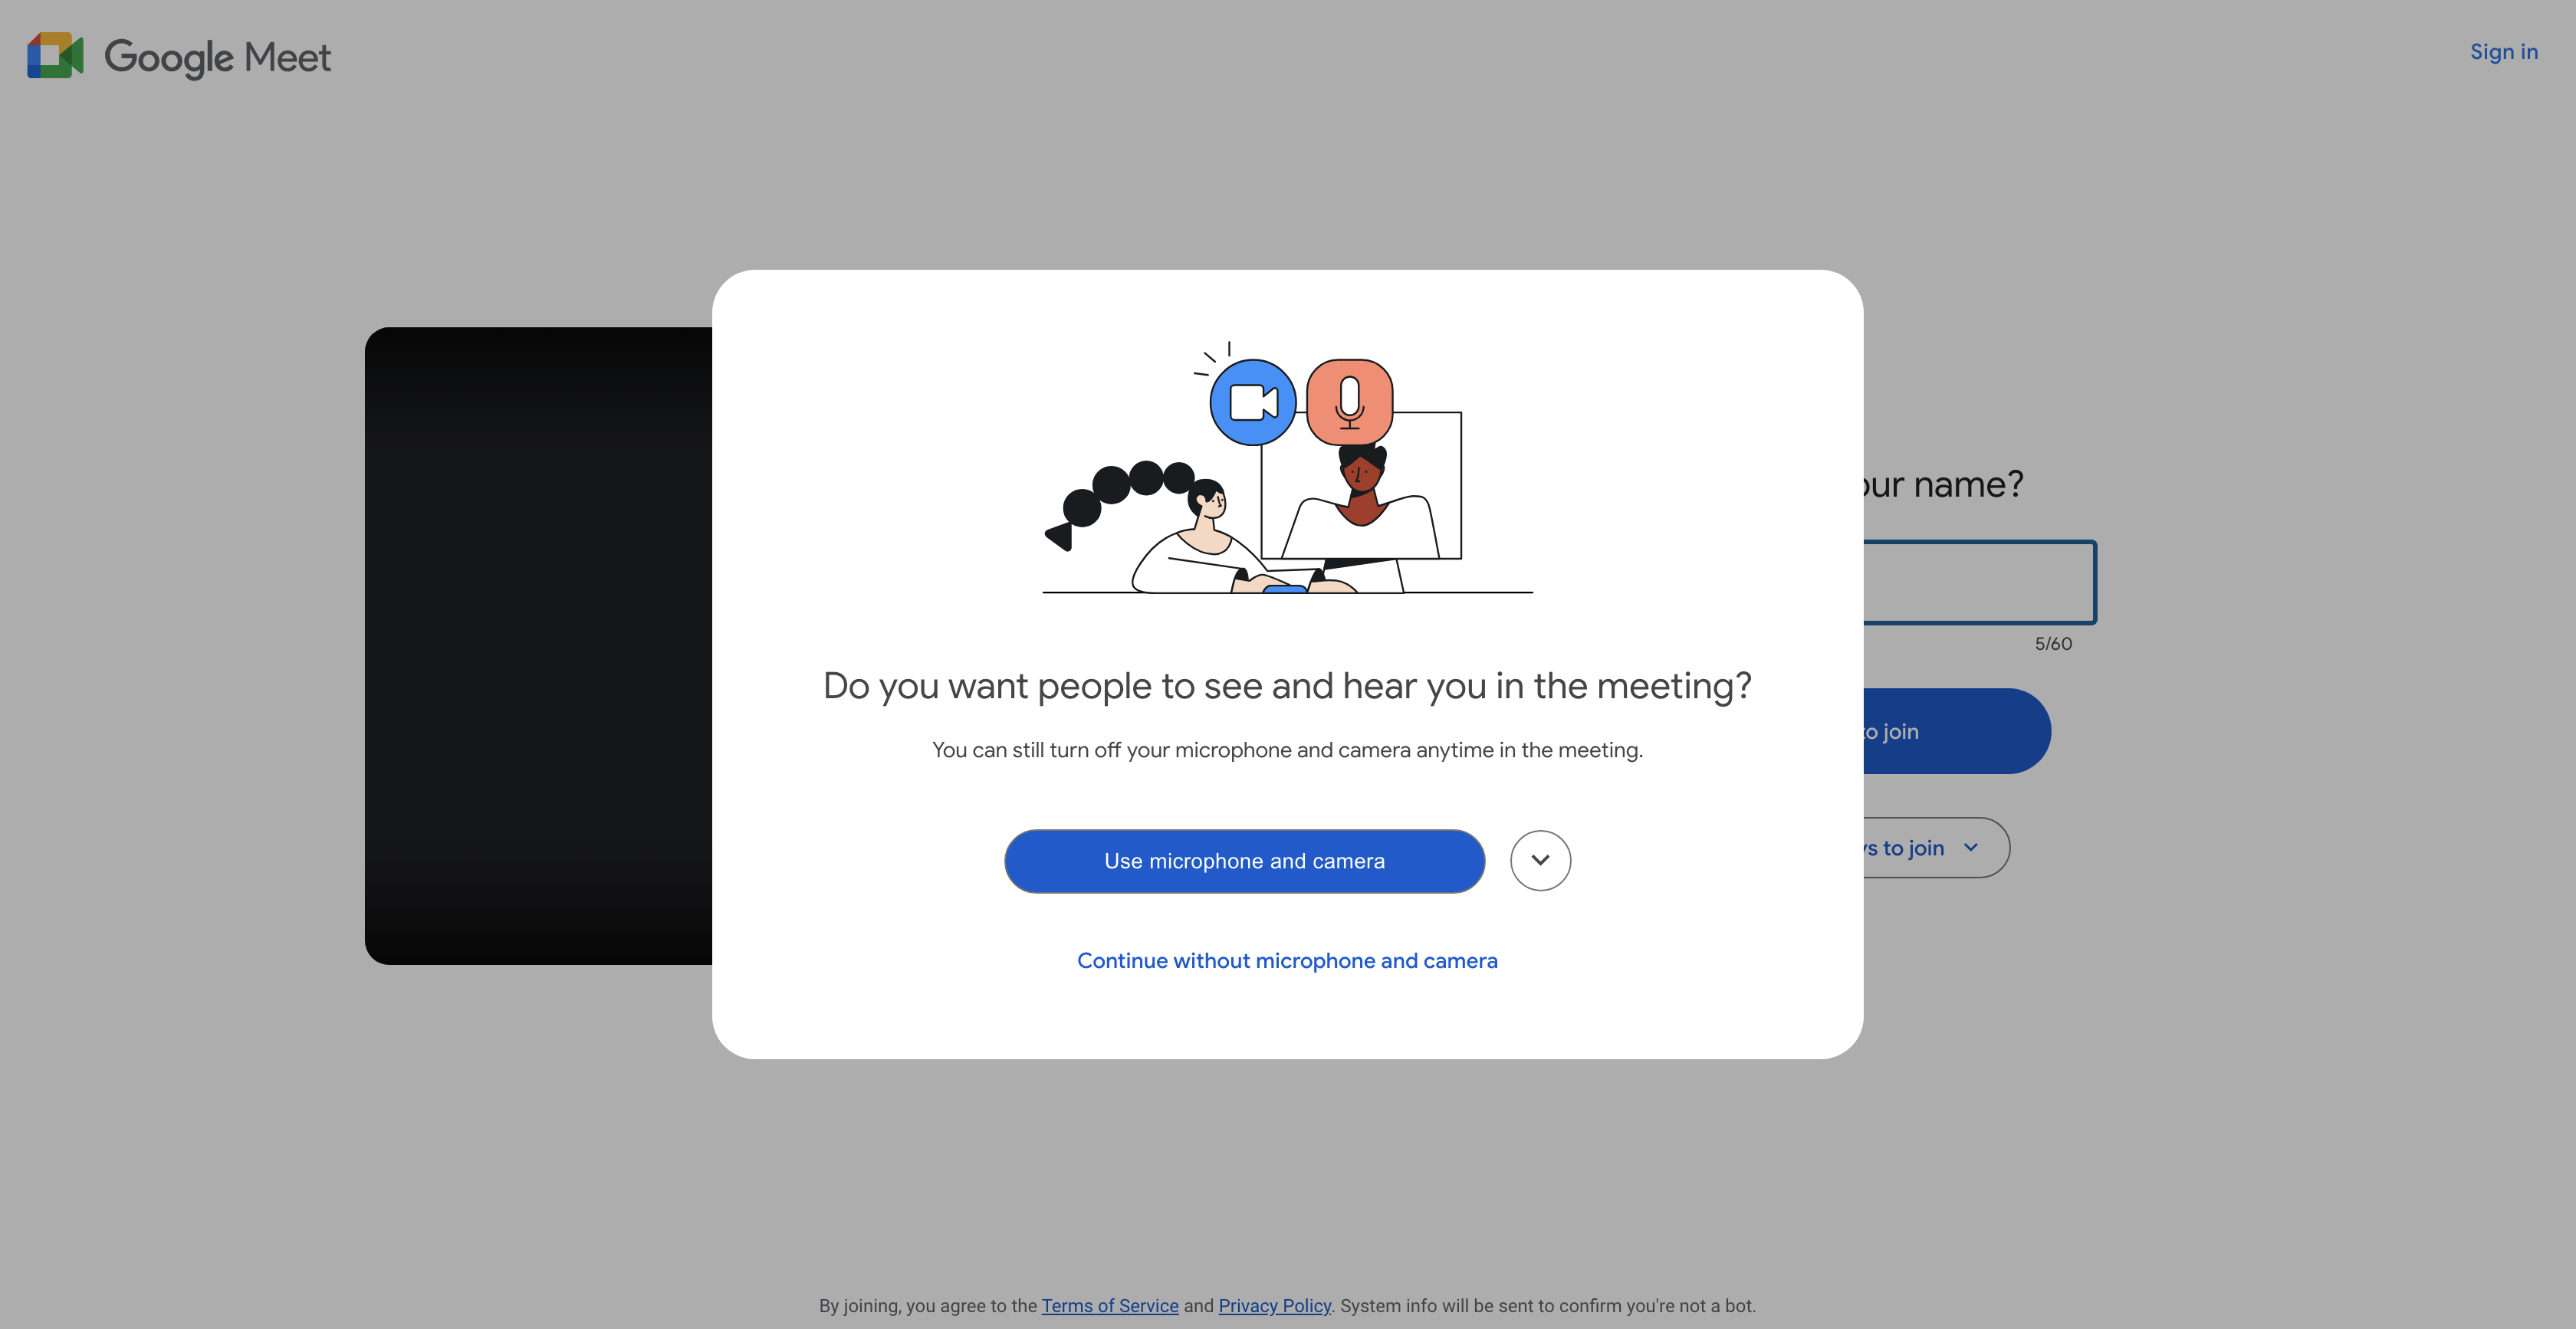 Google Meet
Sign in
Do you want people to see and hear you in the meeting?
You can still turn off your microphone and camera anytime in the meeting.
Use microphone and camera
Continue without microphone and camera
our name?
5/60
to join
to join
By joining, you agree to the Terms of Service and Privacy Policy. System info will be sent to confirm you're not a bot.